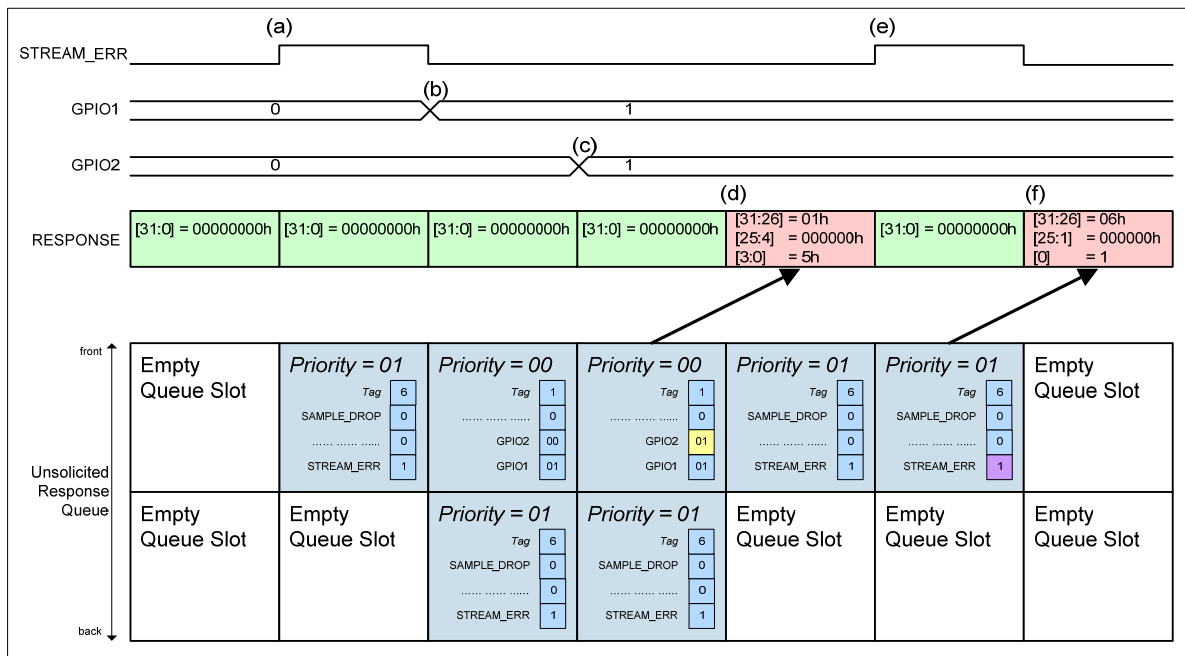 (a)
(e)
STREAM_ERR
(b)
GPIO1
0
1
(c)
GPIO2
0
1
(d)
(f)
RESPONSE
[31:0] = 00000000h
[31:0] = 00000000h
[31:0] = 00000000h
[31:0] = 00000000h
[31:26] = 01h
[25:4] = 000000h
[3:0] = 5h
[31:0] = 00000000h
[31:26] = 06h
[25:1] = 000000h
[0] = 1
front
Unsolicited
Response
Queue
back
Empty
Queue Slot
Priority = 01
Tag 6
SAMPLE_DROP 0
...... ...... ...... 0
STREAM_ERR 1
Priority = 00
Tag 1
...... ...... ...... 0
GPIO2 00
GPIO1 01
Priority = 00
Tag 1
...... ...... ...... 0
GPIO2 01
GPIO1 01
Priority = 01
Tag 6
SAMPLE_DROP 0
...... ...... ...... 0
STREAM_ERR 1
Priority = 01
Tag 6
SAMPLE_DROP 0
...... ...... ...... 0
STREAM_ERR 1
Empty
Queue Slot
Empty
Queue Slot
Empty
Queue Slot
Priority = 01
Tag 6
SAMPLE_DROP 0
...... ...... ...... 0
STREAM_ERR 1
Priority = 01
Tag 6
SAMPLE_DROP 0
...... ...... ...... 0
STREAM_ERR 1
Empty
Queue Slot
Empty
Queue Slot
Empty
Queue Slot